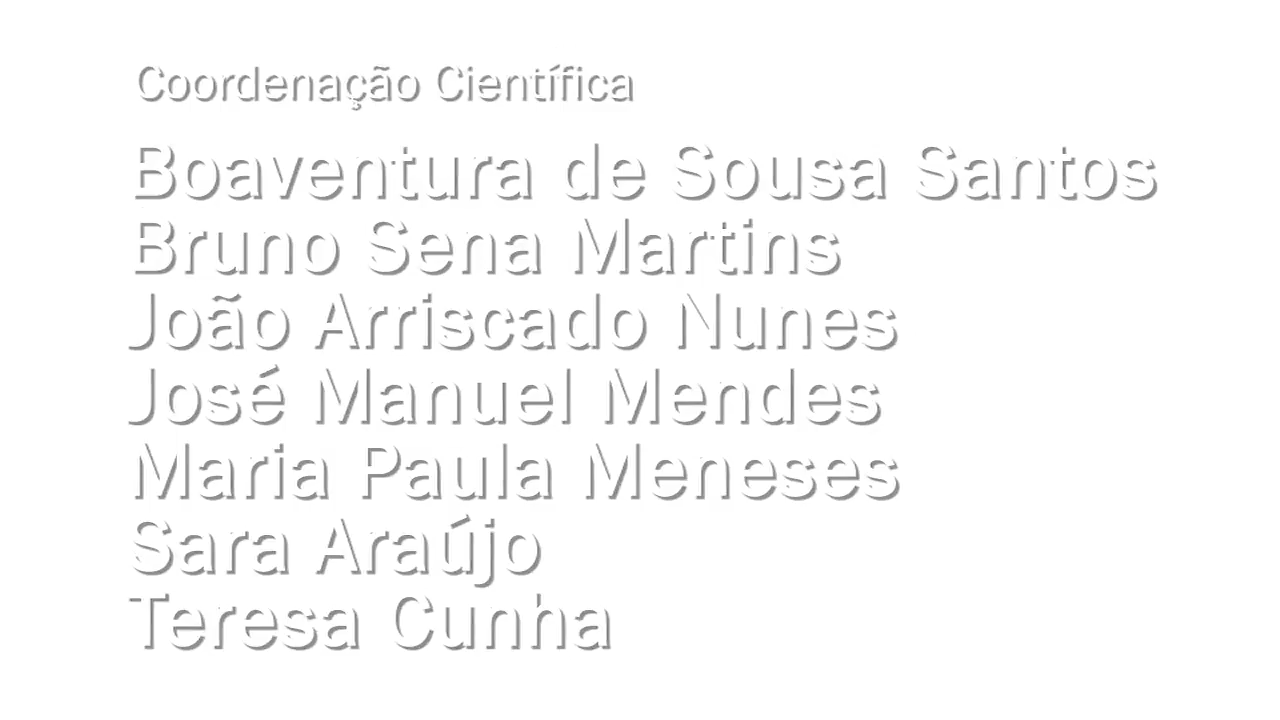 Coordenação Científica
Boaventura de Sousa Santos
Bruno Sena Martins
João Arriscado Nunes
José Manuel Mendes
Maria Paula Meneses
Sara Araújo
Teresa Cunha